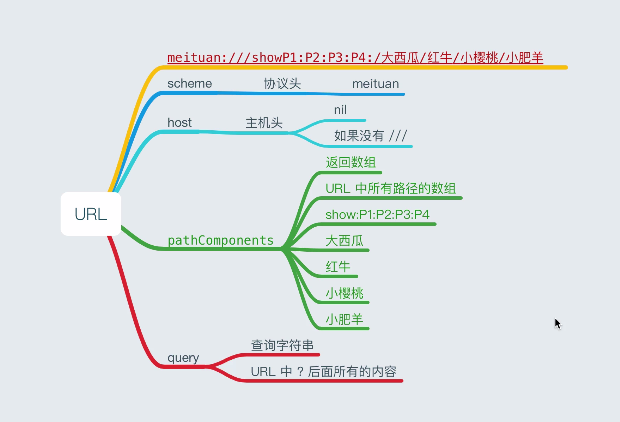 meituan:///showP1:P2:P3:P4:/大西瓜/红牛/小樱桃/小肥羊
scheme 协议头 meituan
host 主机头
nil
如果没有 ///
URL
pathComponents
返回数组
URL 中所有路径的数组
show:P1:P2:P3:P4
大西瓜
红牛
小樱桃
小肥羊
query
查询字符串
URL 中 ? 后面所有的内容